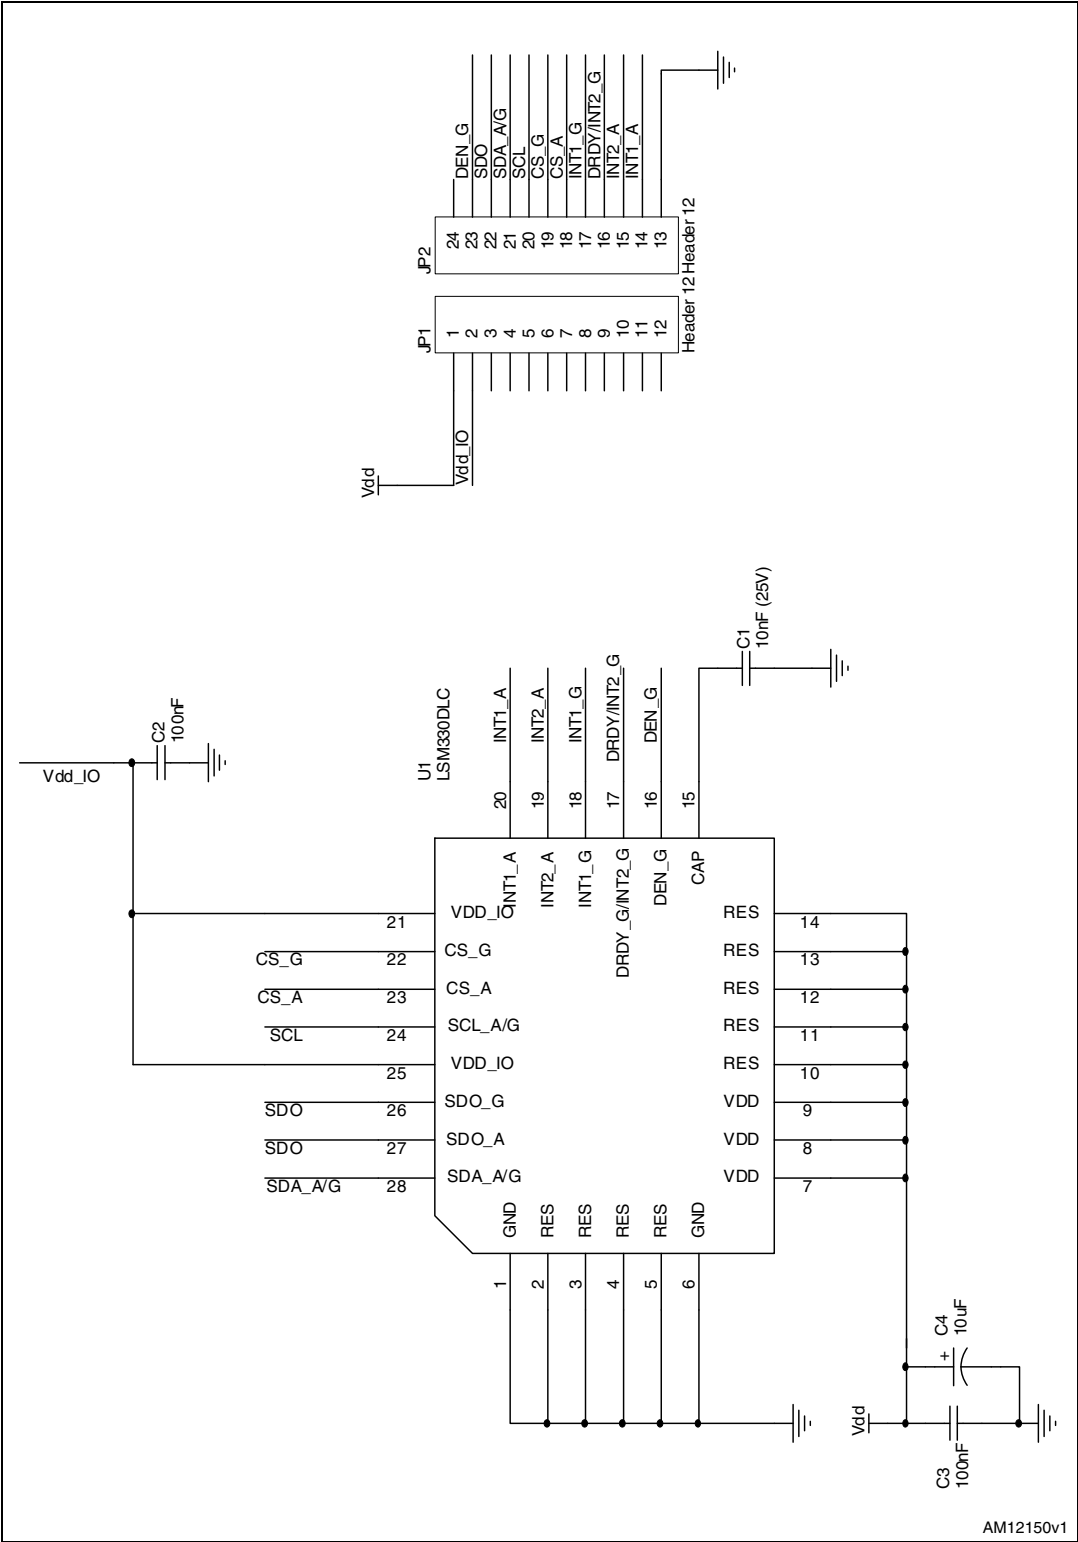 JP2
24
23
22
21
20
19
18
17
16
15
14
13
Header 12
DEN_G
SDO
SDA_A/G
SCL
CS_G
CS_A
INT1_G
DRDY/INT2_G
INT2_A
INT1_A
JP1
1
2
3
4
5
6
7
8
9
10
11
12
Header 12
Vdd
Vdd_IO
C1
10nF (25V)
C2
100nF
Vdd_IO
U1
LSM330DLC
INT1_A
INT2_A
INT1_G
DRDY/INT2_G
DEN_G
20
19
18
17
16
15
INT1_A
INT2_A
INT1_G
DRDY_G/INT2_G
DEN_G
CAP
21
VDD_IO
CS_G
22
CS_G
CS_A
23
CS_A
SCL
24
SCL_A/G
25
VDD_IO
SDO
26
SDO_G
SDO
27
SDO_A
SDA_A/G
28
SDA_A/G
RES
14
RES
13
RES
12
RES
11
RES
10
VDD
9
VDD
8
VDD
7
GND
RES
RES
RES
RES
GND
1
2
3
4
5
6
C4
10uF
+
Vdd
C3
100nF
AM12150v1